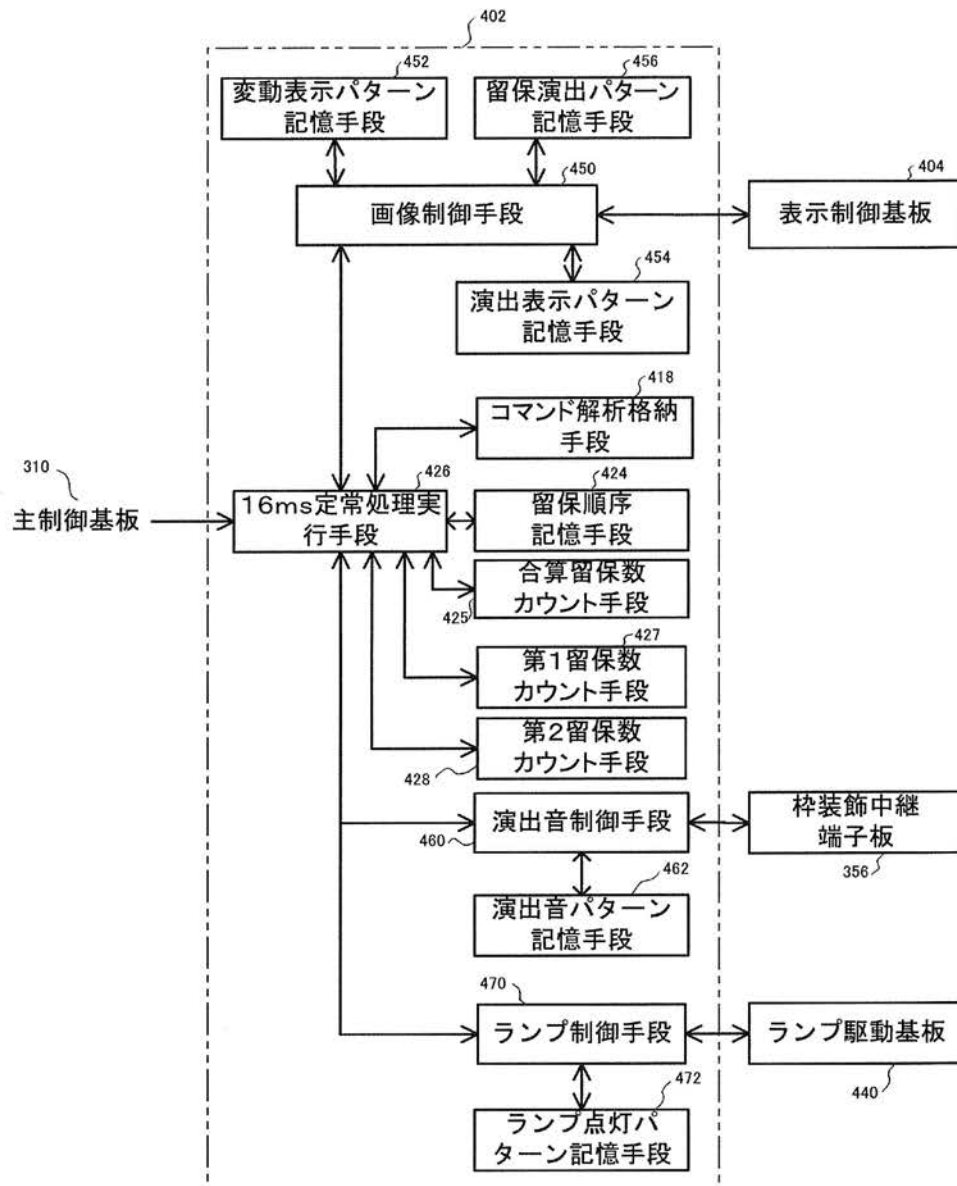 402
452
変動表示パターン
記憶手段
456
留保演出パターン
記憶手段
450
画像制御手段
404
表示制御基板
454
演出表示パターン
記憶手段
418
コマンド解析格納
手段
310
主制御基板
426
16ms定常処理実
行手段
424
留保順序
記憶手段
合算留保数
カウント手段
425
427
第1留保数
カウント手段
第2留保数
カウント手段
428
演出音制御手段
460
枠装飾中継
端子板
356
462
演出音パターン
記憶手段
470
ランプ制御手段
ランプ駆動基板
440
472
ランプ点灯パ
ターン記憶手段